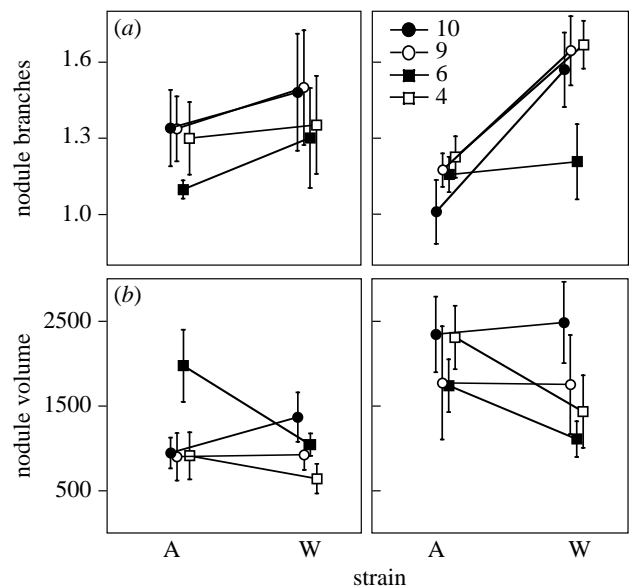 (a)
10
9
6
4
nodule branches
1.6
1.3
1.0
(b)
nodule volume
2500
1500
500
A W A W
strain